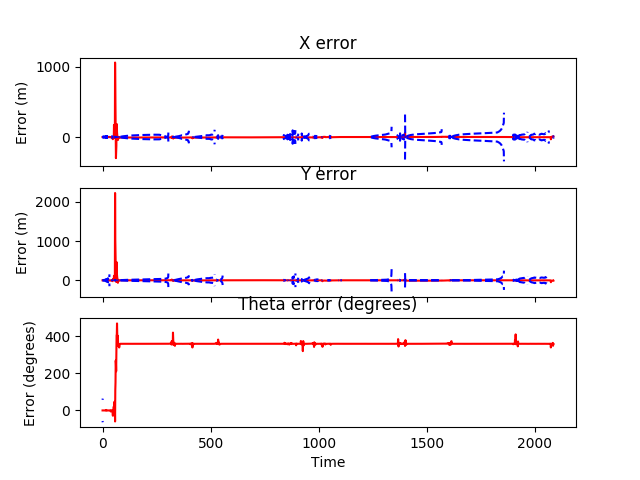 X error
1000
0
Error (m)
Y error
2000
1000
0
Error (m)
Theta error (degrees)
400
200
0
Error (degrees)
0 500 1000 1500 2000
Time